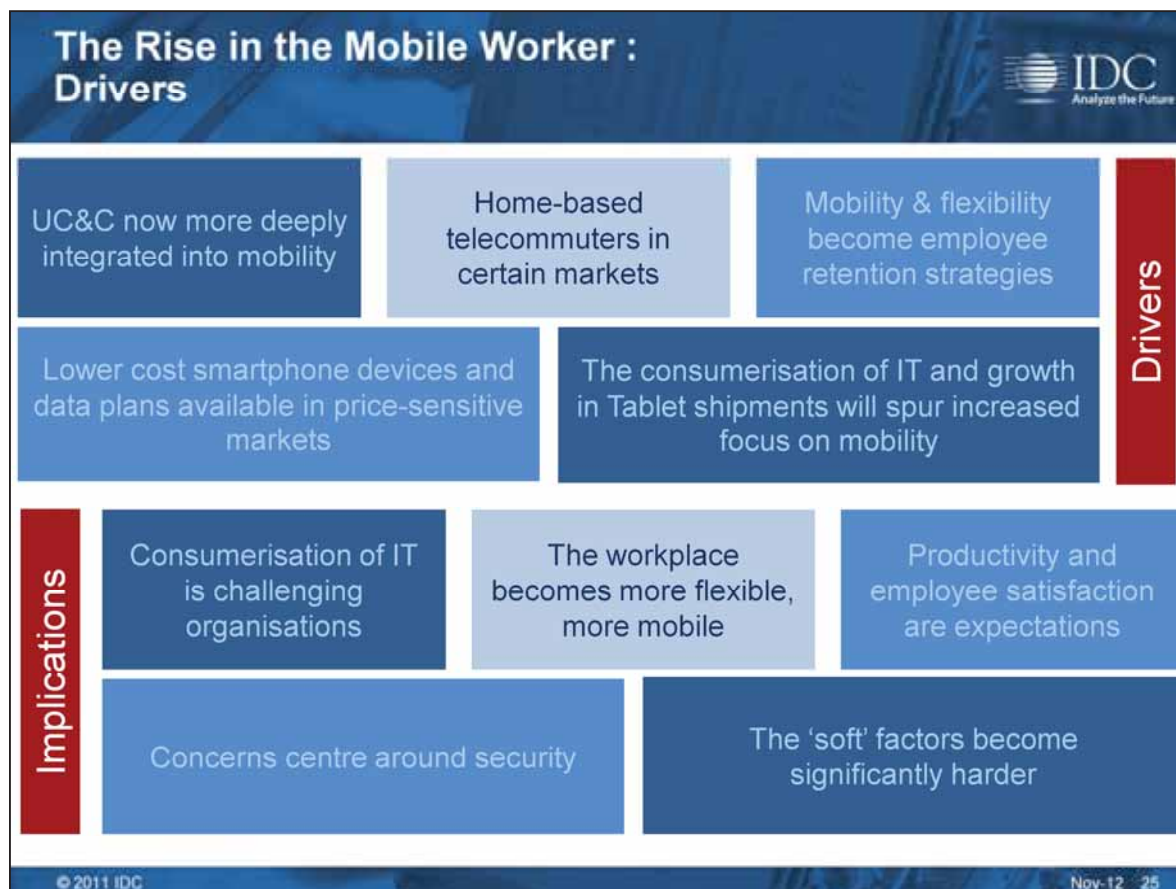 The Rise in the Mobile Worker :
Drivers
IDC
Analyze the Future
UC&C now more deeply
integrated into mobility
Home-based
telecommuters in
certain markets
Mobility & flexibility
become employee
retention strategies
Drivers
Lower cost smartphone devices and
data plans available in price-sensitive
markets
The consumerisation of IT and growth
in Tablet shipments will spur increased
focus on mobility
Implications
Consumerisation of IT
is challenging
organisations
The workplace
becomes more flexible,
more mobile
Productivity and
employee satisfaction
are expectations
Concerns centre around security
The ‘soft’ factors become
significantly harder
© 2011 IDC
Nov-12 25